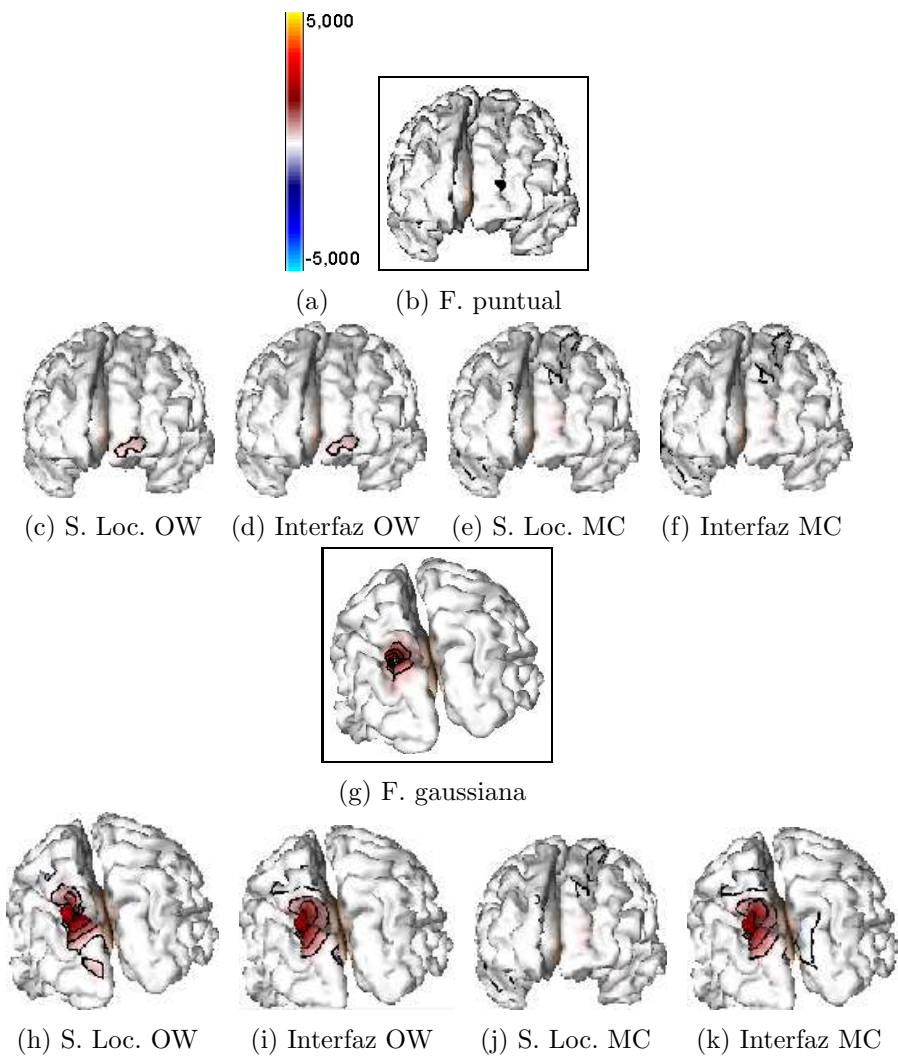 5,000
-5,000
(a)
(b) F. puntual
(c) S. Loc. OW
(d) Interfaz OW
(e) S. Loc. MC
(f) Interfaz MC
(g) F. gaussiana
(h) S. Loc. OW
(i) Interfaz OW
(j) S. Loc. MC
(k) Interfaz MC